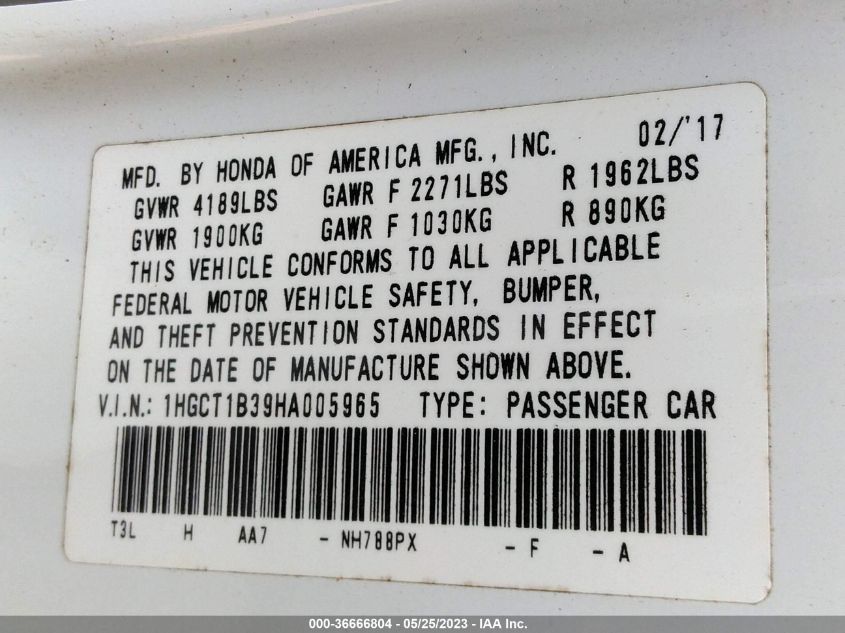 MFD. BY HONDA OF AMERICA MFG., INC. 02/'17
GVWR 4189LBS GAWR F 2271LBS R 1962LBS
GVWR 1900KG GAWR F 1030KG R 890KG
THIS VEHICLE CONFORMS TO ALL APPLICABLE
FEDERAL MOTOR VEHICLE SAFETY, BUMPER,
AND THEFT PREVENTION STANDARDS IN EFFECT
ON THE DATE OF MANUFACTURE SHOWN ABOVE.
V.I.N.: 1HGCT1B39HA005965 TYPE: PASSENGER CAR
T3L H AA7 - NH788PX - F - A
000-36666804 - 05/25/2023 - IAA Inc.